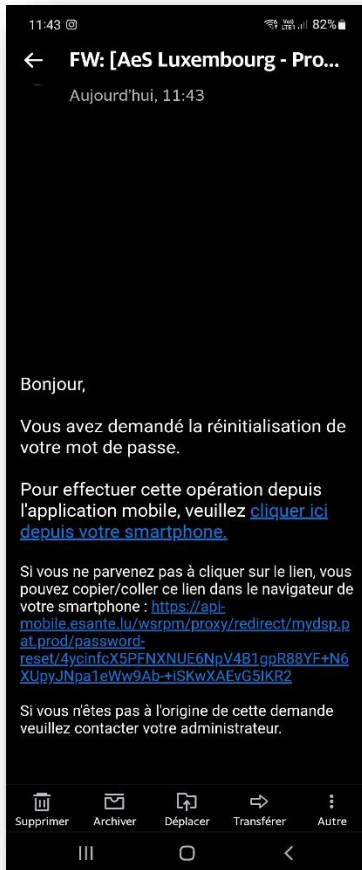 11:43
82%
FW: [AeS Luxembourg - Pro...
Aujourd'hui, 11:43
Bonjour,
Vous avez demandé la réinitialisation de
votre mot de passe.
Pour effectuer cette opération depuis
l'application mobile, veuillez cliquer ici
depuis votre smartphone.
Si vous ne parvenez pas à cliquer sur le lien, vous
pouvez copier/coller ce lien dans le navigateur de
votre smartphone : https://api-
mobile.esante.lu/wsrpm/proxy/redirect/mydsp.p
at.prod/password-
reset/4ycinfcX5PFNXNUE6NpV4B1gpR88YF+N6
XUpyJNpa1eWw9Ab-+iSKwXAEvG5IKR2
Si vous n'êtes pas à l'origine de cette demande
veuillez contacter votre administrateur.
Supprimer Archiver Déplacer Transférer Autre